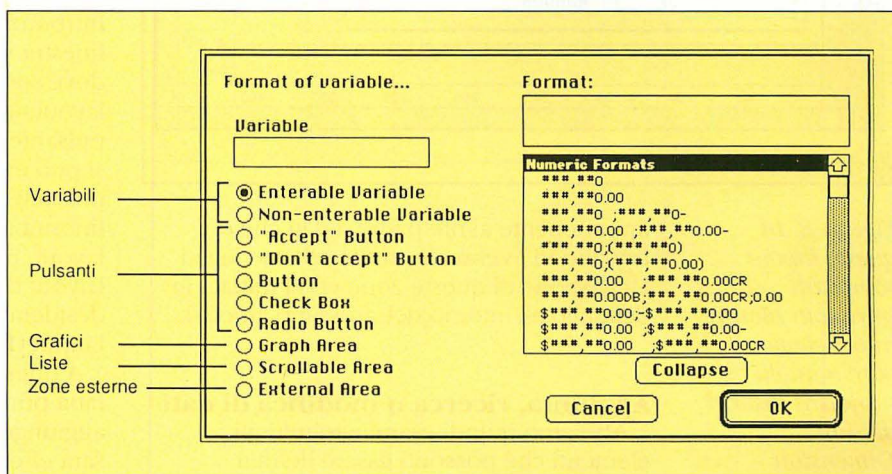 Format of variable...
Variable
Enterable Variable
Non-enterable Variable
"Accept" Button
"Don't accept" Button
Button
Check Box
Radio Button
Graph Area
Scrollable Area
External Area
Variabili
Pulsanti
Grafici
Liste
Zone esterne
Format:
Numeric Formats
###,##0
###,##0.00
###,##0 ;###,##0-
###,##0.00 ;###,##0.00-
###,##0;(###,##0)
###,##0;(###,##0.00)
###,##0.00 ;###,##0.00CR
###,##0.00DB;###,##0.00CR;0.00
$###,##0.00;-$###,##0.00
$###,##0.00 ;$###,##0.00-
$###,##0.00 ;$###,##0.00CR
Collapse
Cancel
OK